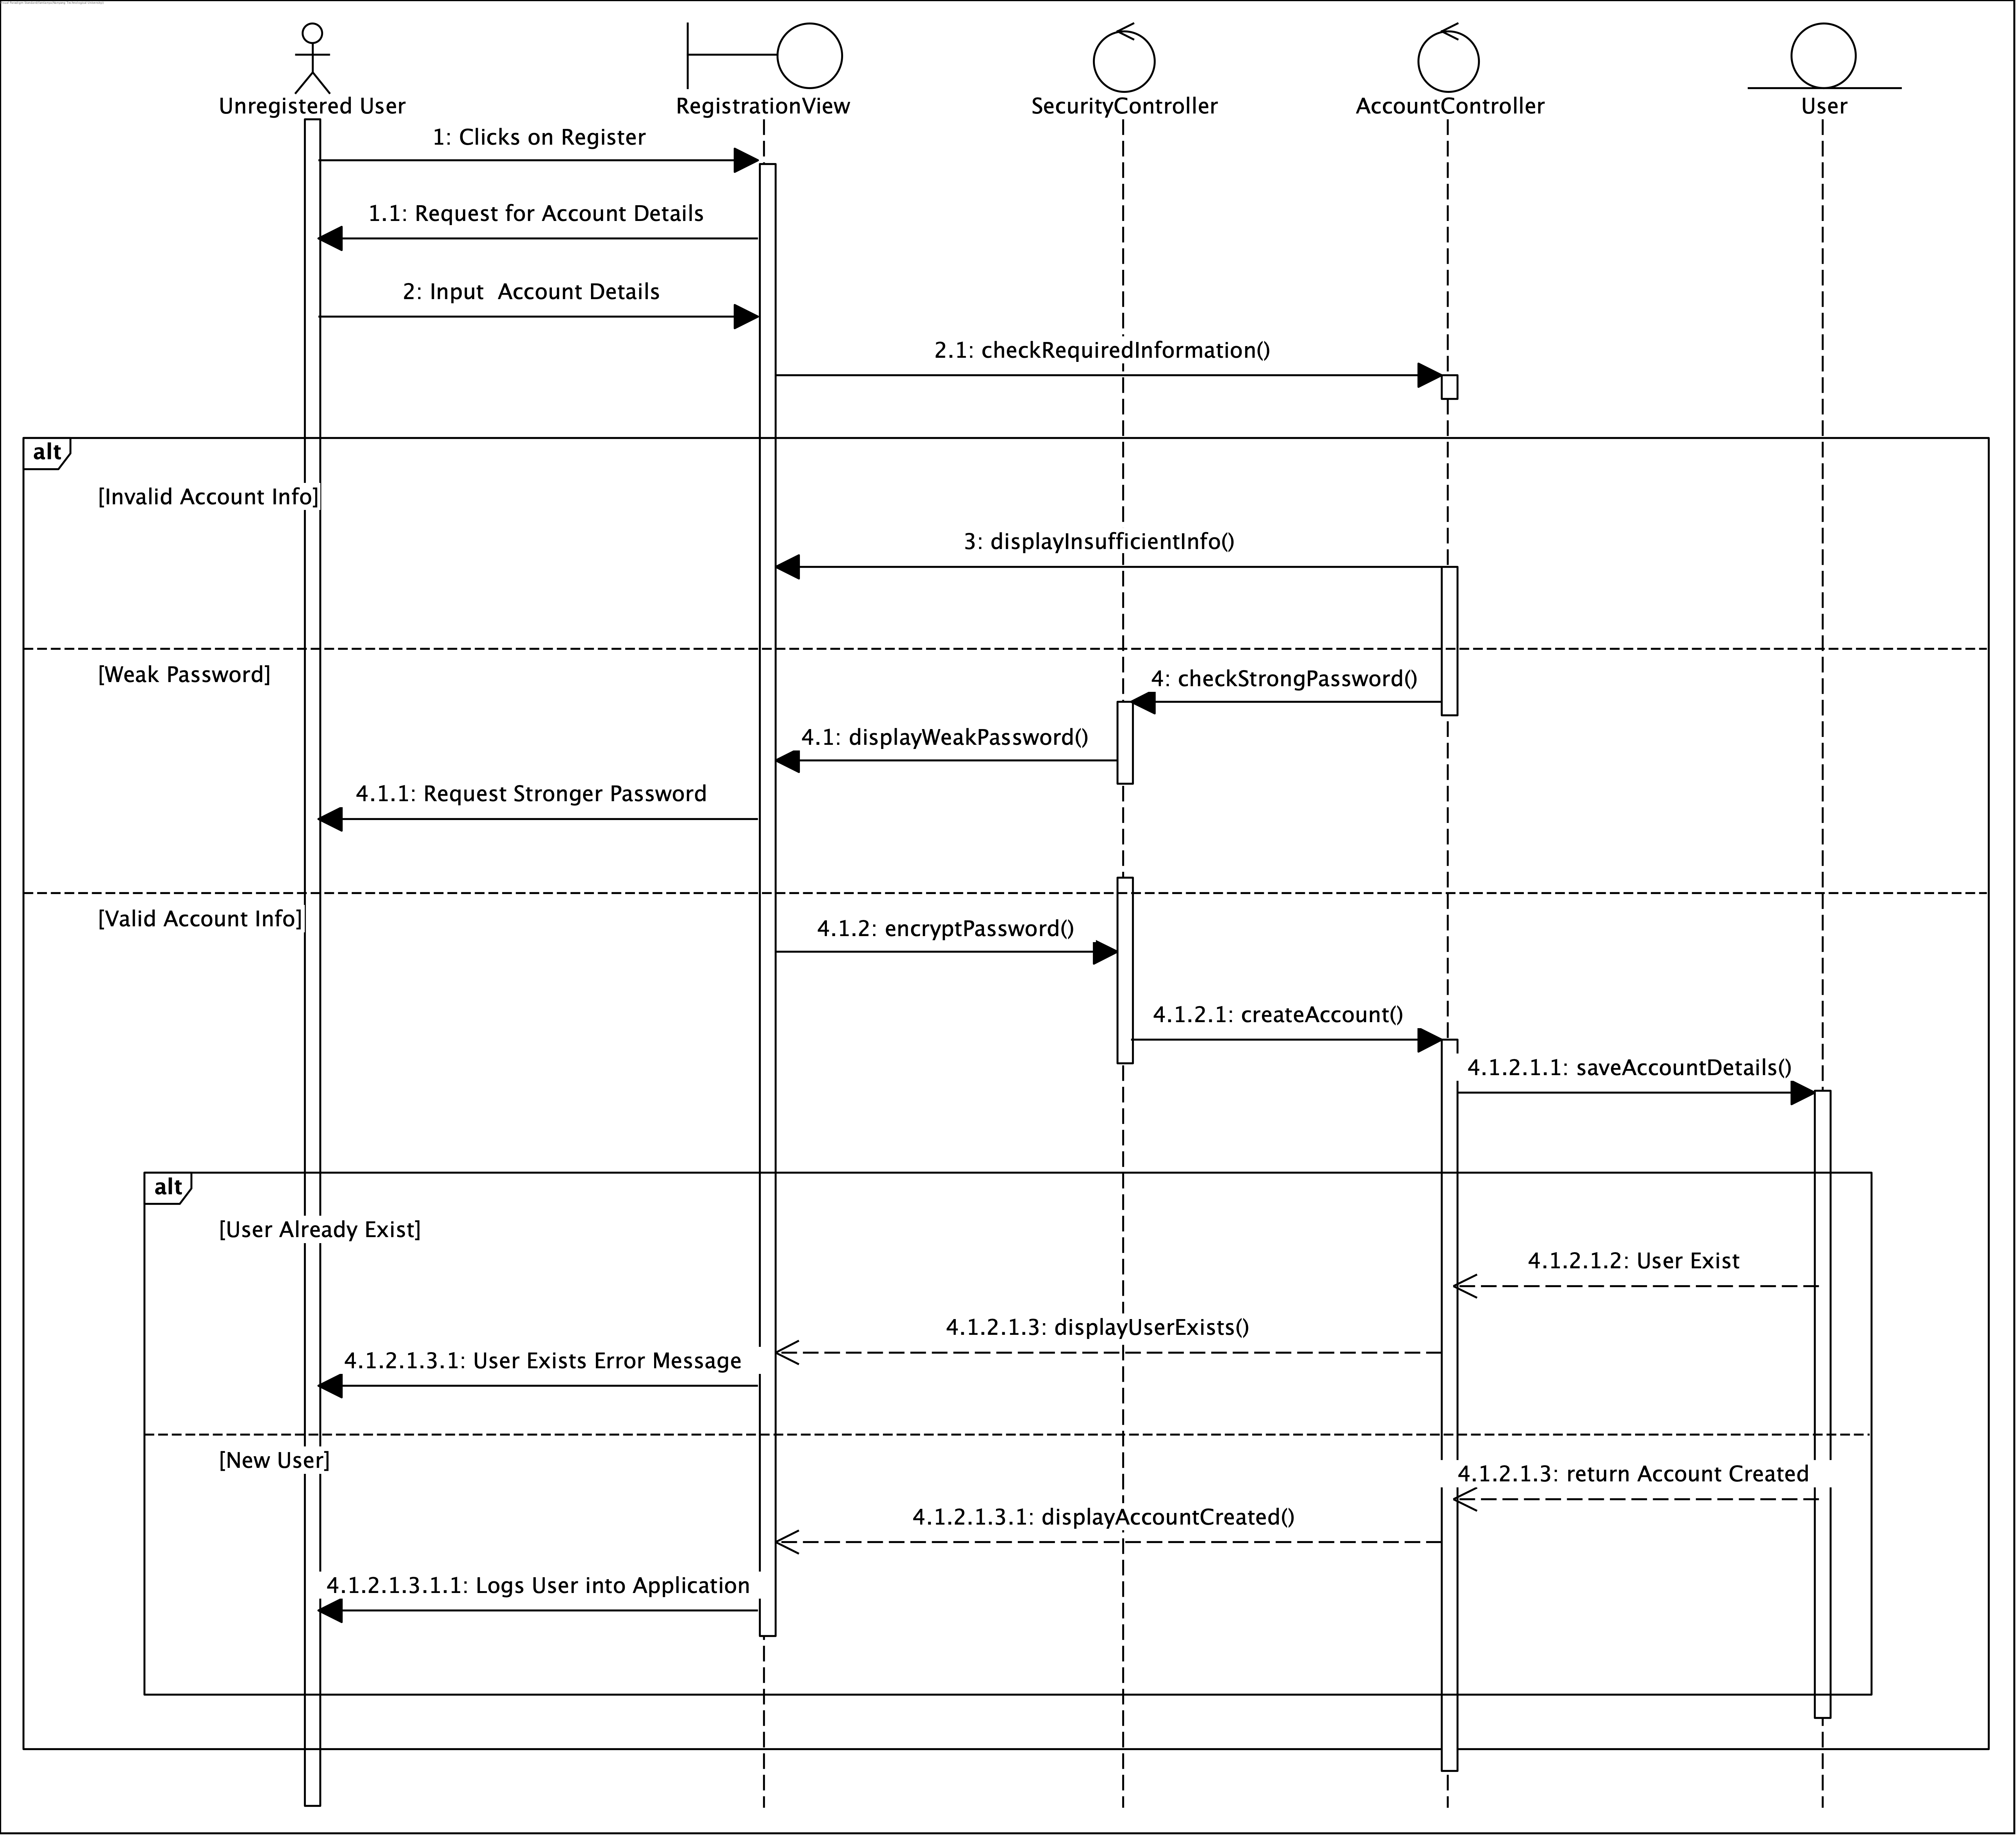 Unregistered User
RegistrationView
SecurityController
AccountController
User
1: Clicks on Register
1.1: Request for Account Details
2: Input  Account Details
2.1: checkRequiredInformation()
alt
[Invalid Account Info]
3: displayInsufficientInfo()
[Weak Password]
4: checkStrongPassword()
4.1: displayWeakPassword()
4.1.1: Request Stronger Password
[Valid Account Info]
4.1.2: encryptPassword()
4.1.2.1: createAccount()
4.1.2.1.1: saveAccountDetails()
alt
[User Already Exist]
4.1.2.1.2: User Exist
4.1.2.1.3: displayUserExists()
4.1.2.1.3.1: User Exists Error Message
[New User]
4.1.2.1.3: return Account Created
4.1.2.1.3.1: displayAccountCreated()
4.1.2.1.3.1.1: Logs User into Application